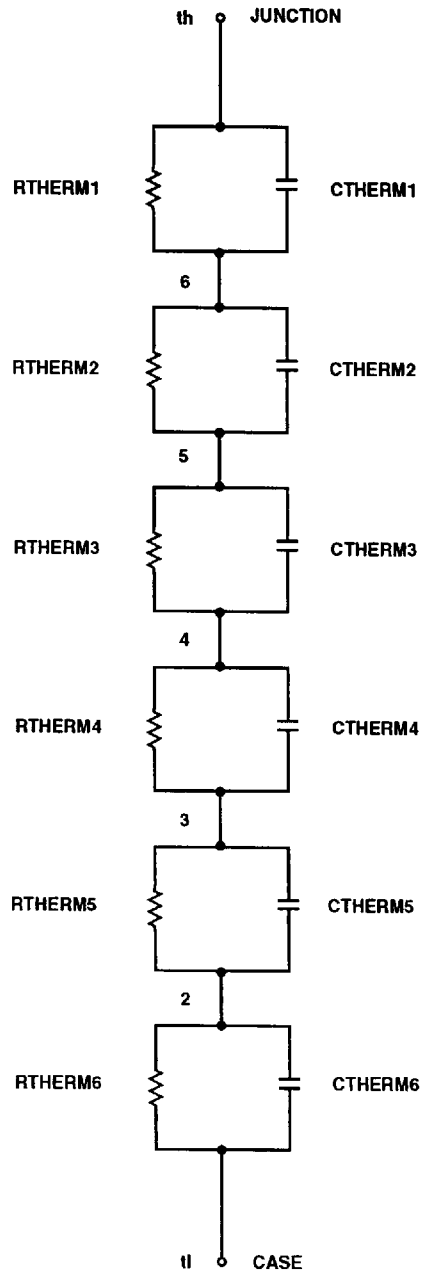 th JUNCTION
RTHERM1 CTHERM1
6
RTHERM2 CTHERM2
5
RTHERM3 CTHERM3
4
RTHERM4 CTHERM4
3
RTHERM5 CTHERM5
2
RTHERM6 CTHERM6
tl CASE